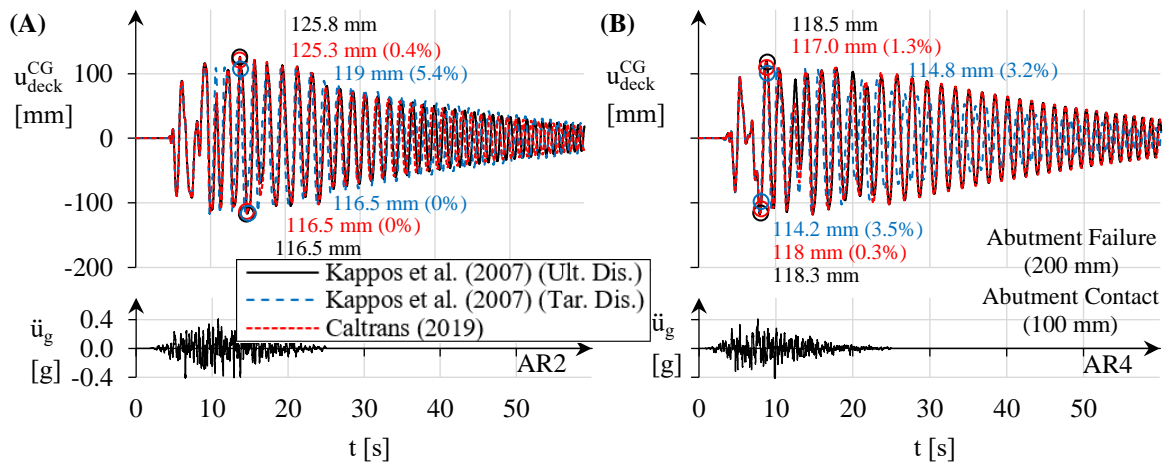 (A)
125.8 mm
125.3 mm (0.4%)
119 mm (5.4%)
u_deck^CG
[mm]
100
0
-100
-200
116.5 mm (0%)
116.5 mm (0%)
116.5 mm
(B)
118.5 mm
117.0 mm (1.3%)
114.8 mm (3.2%)
u_deck^CG
[mm]
114.2 mm (3.5%)
118 mm (0.3%)
118.3 mm
Abutment Failure
(200 mm)
Abutment Contact
(100 mm)
Kappos et al. (2007) (Ult. Dis.)
Kappos et al. (2007) (Tar. Dis.)
Caltrans (2019)
ü_g
[g]
0.4
0.0
-0.4
AR2
0 10 20 30 40 50
t [s]
ü_g
[g]
AR4
0 10 20 30 40 50
t [s]